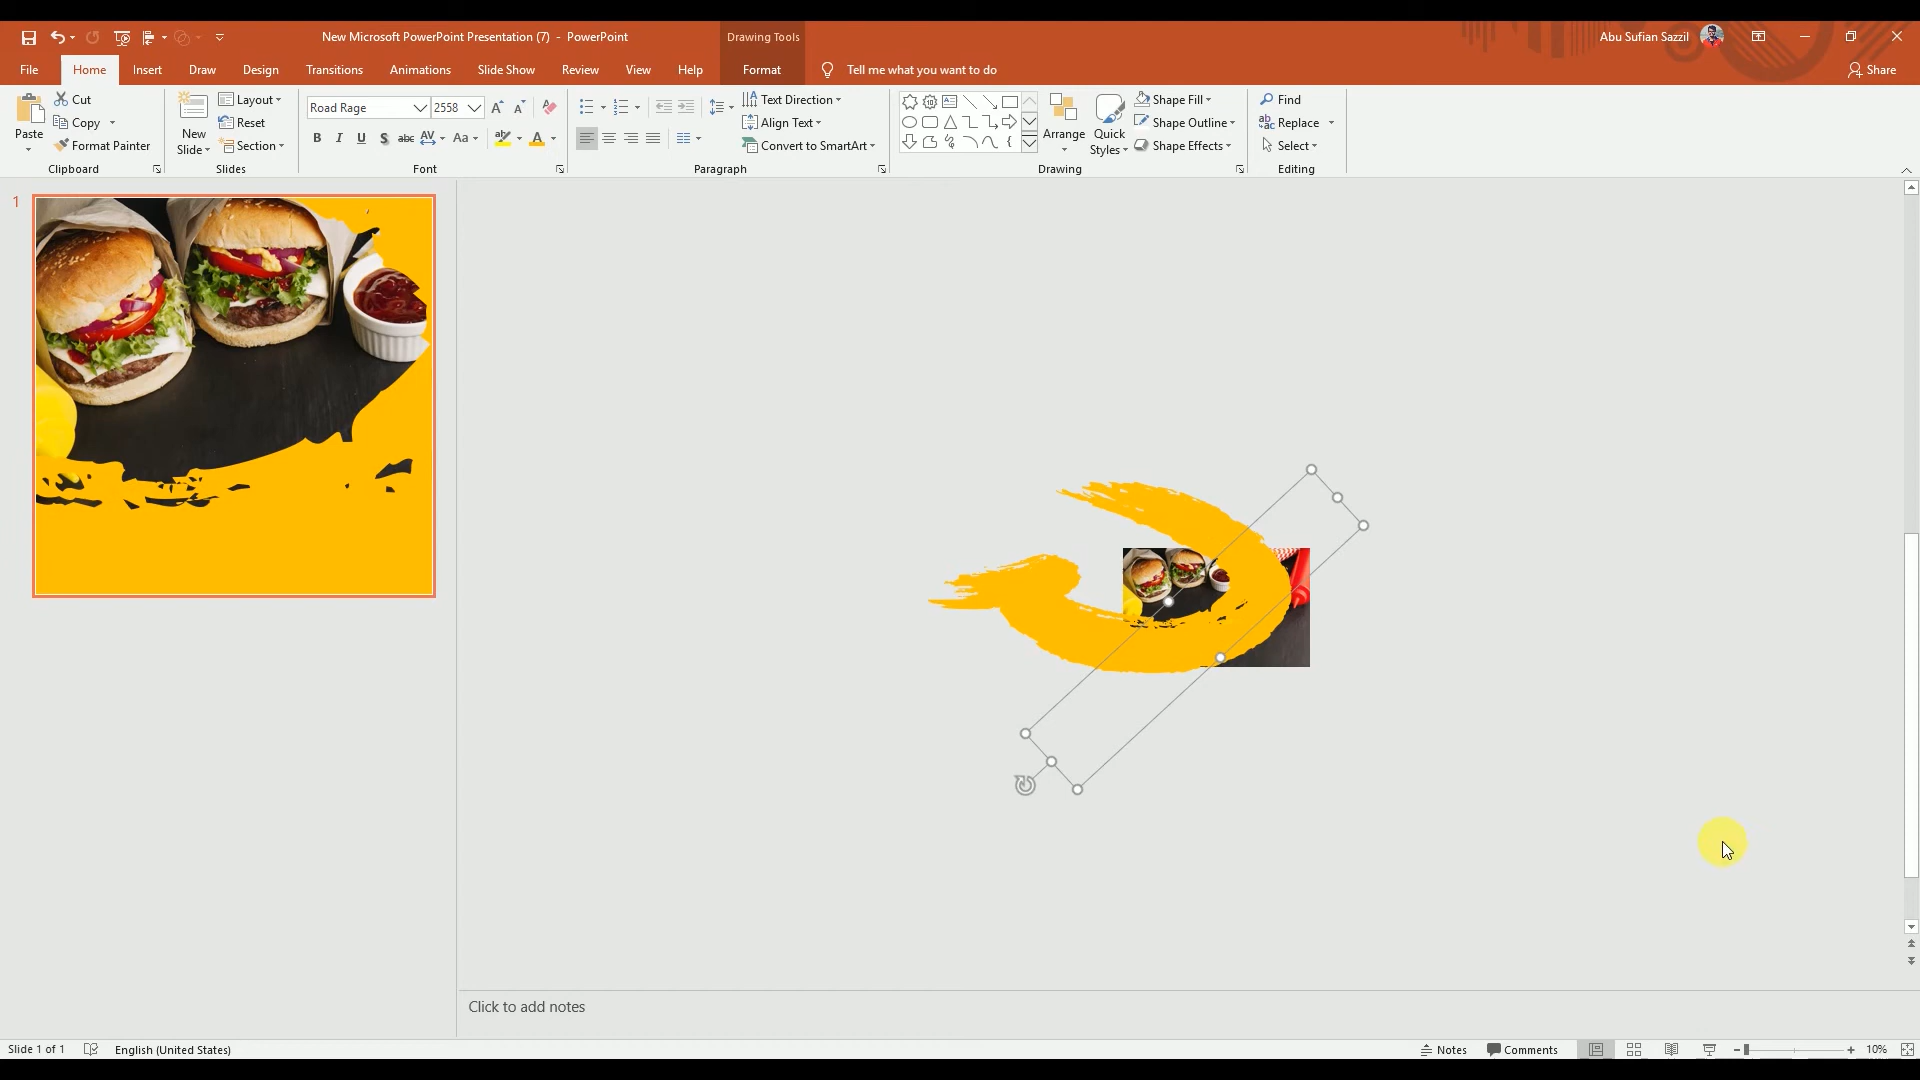 New Microsoft PowerPoint Presentation (7) - PowerPoint
Drawing Tools
Abu Sufian Sazzil
File Home Insert Draw Design Transitions Animations Slide Show Review View Help Format Tell me what you want to do Share
Paste
Cut
Copy
Format Painter
Clipboard
New Slide
Layout
Reset
Section
Slides
Road Rage 2558
B I U S abc AV Aa A
Font
Text Direction
Align Text
Convert to SmartArt
Paragraph
Arrange
Quick Styles
Shape Fill
Shape Outline
Shape Effects
Drawing
Find
Replace
Select
Editing
1
Click to add notes
Slide 1 of 1 English (United States) Notes Comments 10%